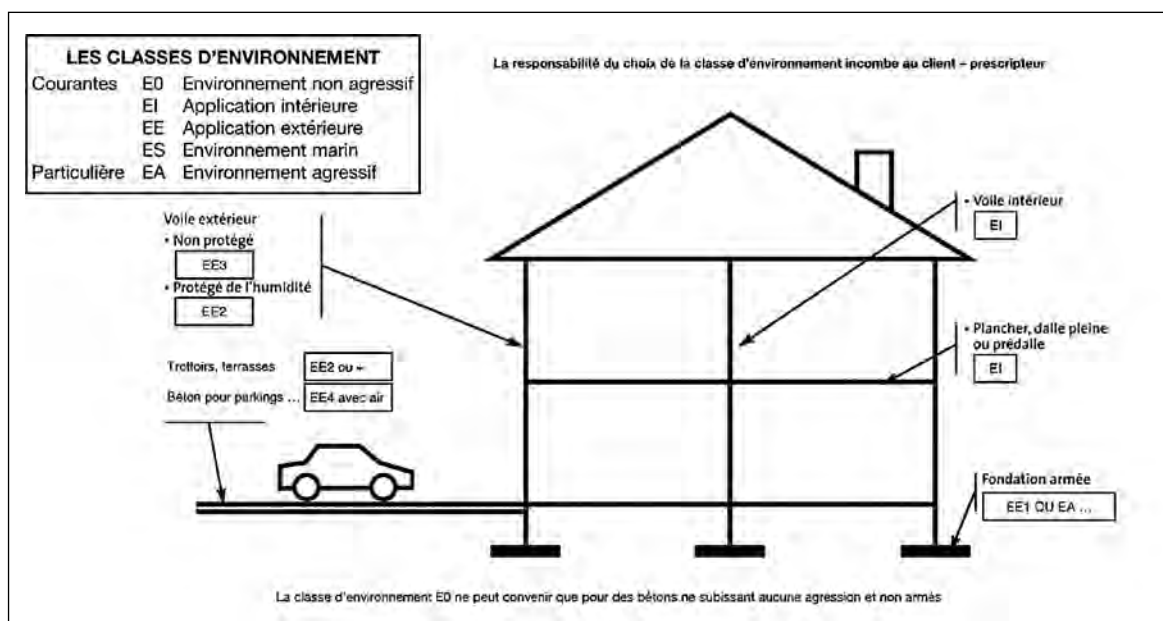 LES CLASSES D'ENVIRONNEMENT
Courantes E0 Environnement non agressif
EI Application intérieure
EE Application extérieure
ES Environnement marin
Particulière EA Environnement agressif
La responsabilité du choix de la classe d'environnement incombe au client – prescripteur
Voile extérieur
• Non protégé
EE3
• Protégé de l'humidité
EE2
Trottoirs, terrasses EE2 ou +
Béton pour parkings ... EE4 avec air
• Voile intérieur
EI
• Plancher, dalle pleine
ou prédalle
EI
Fondation armée
EE1 OU EA ...
La classe d'environnement E0 ne peut convenir que pour des bétons ne subissant aucune agression et non armés